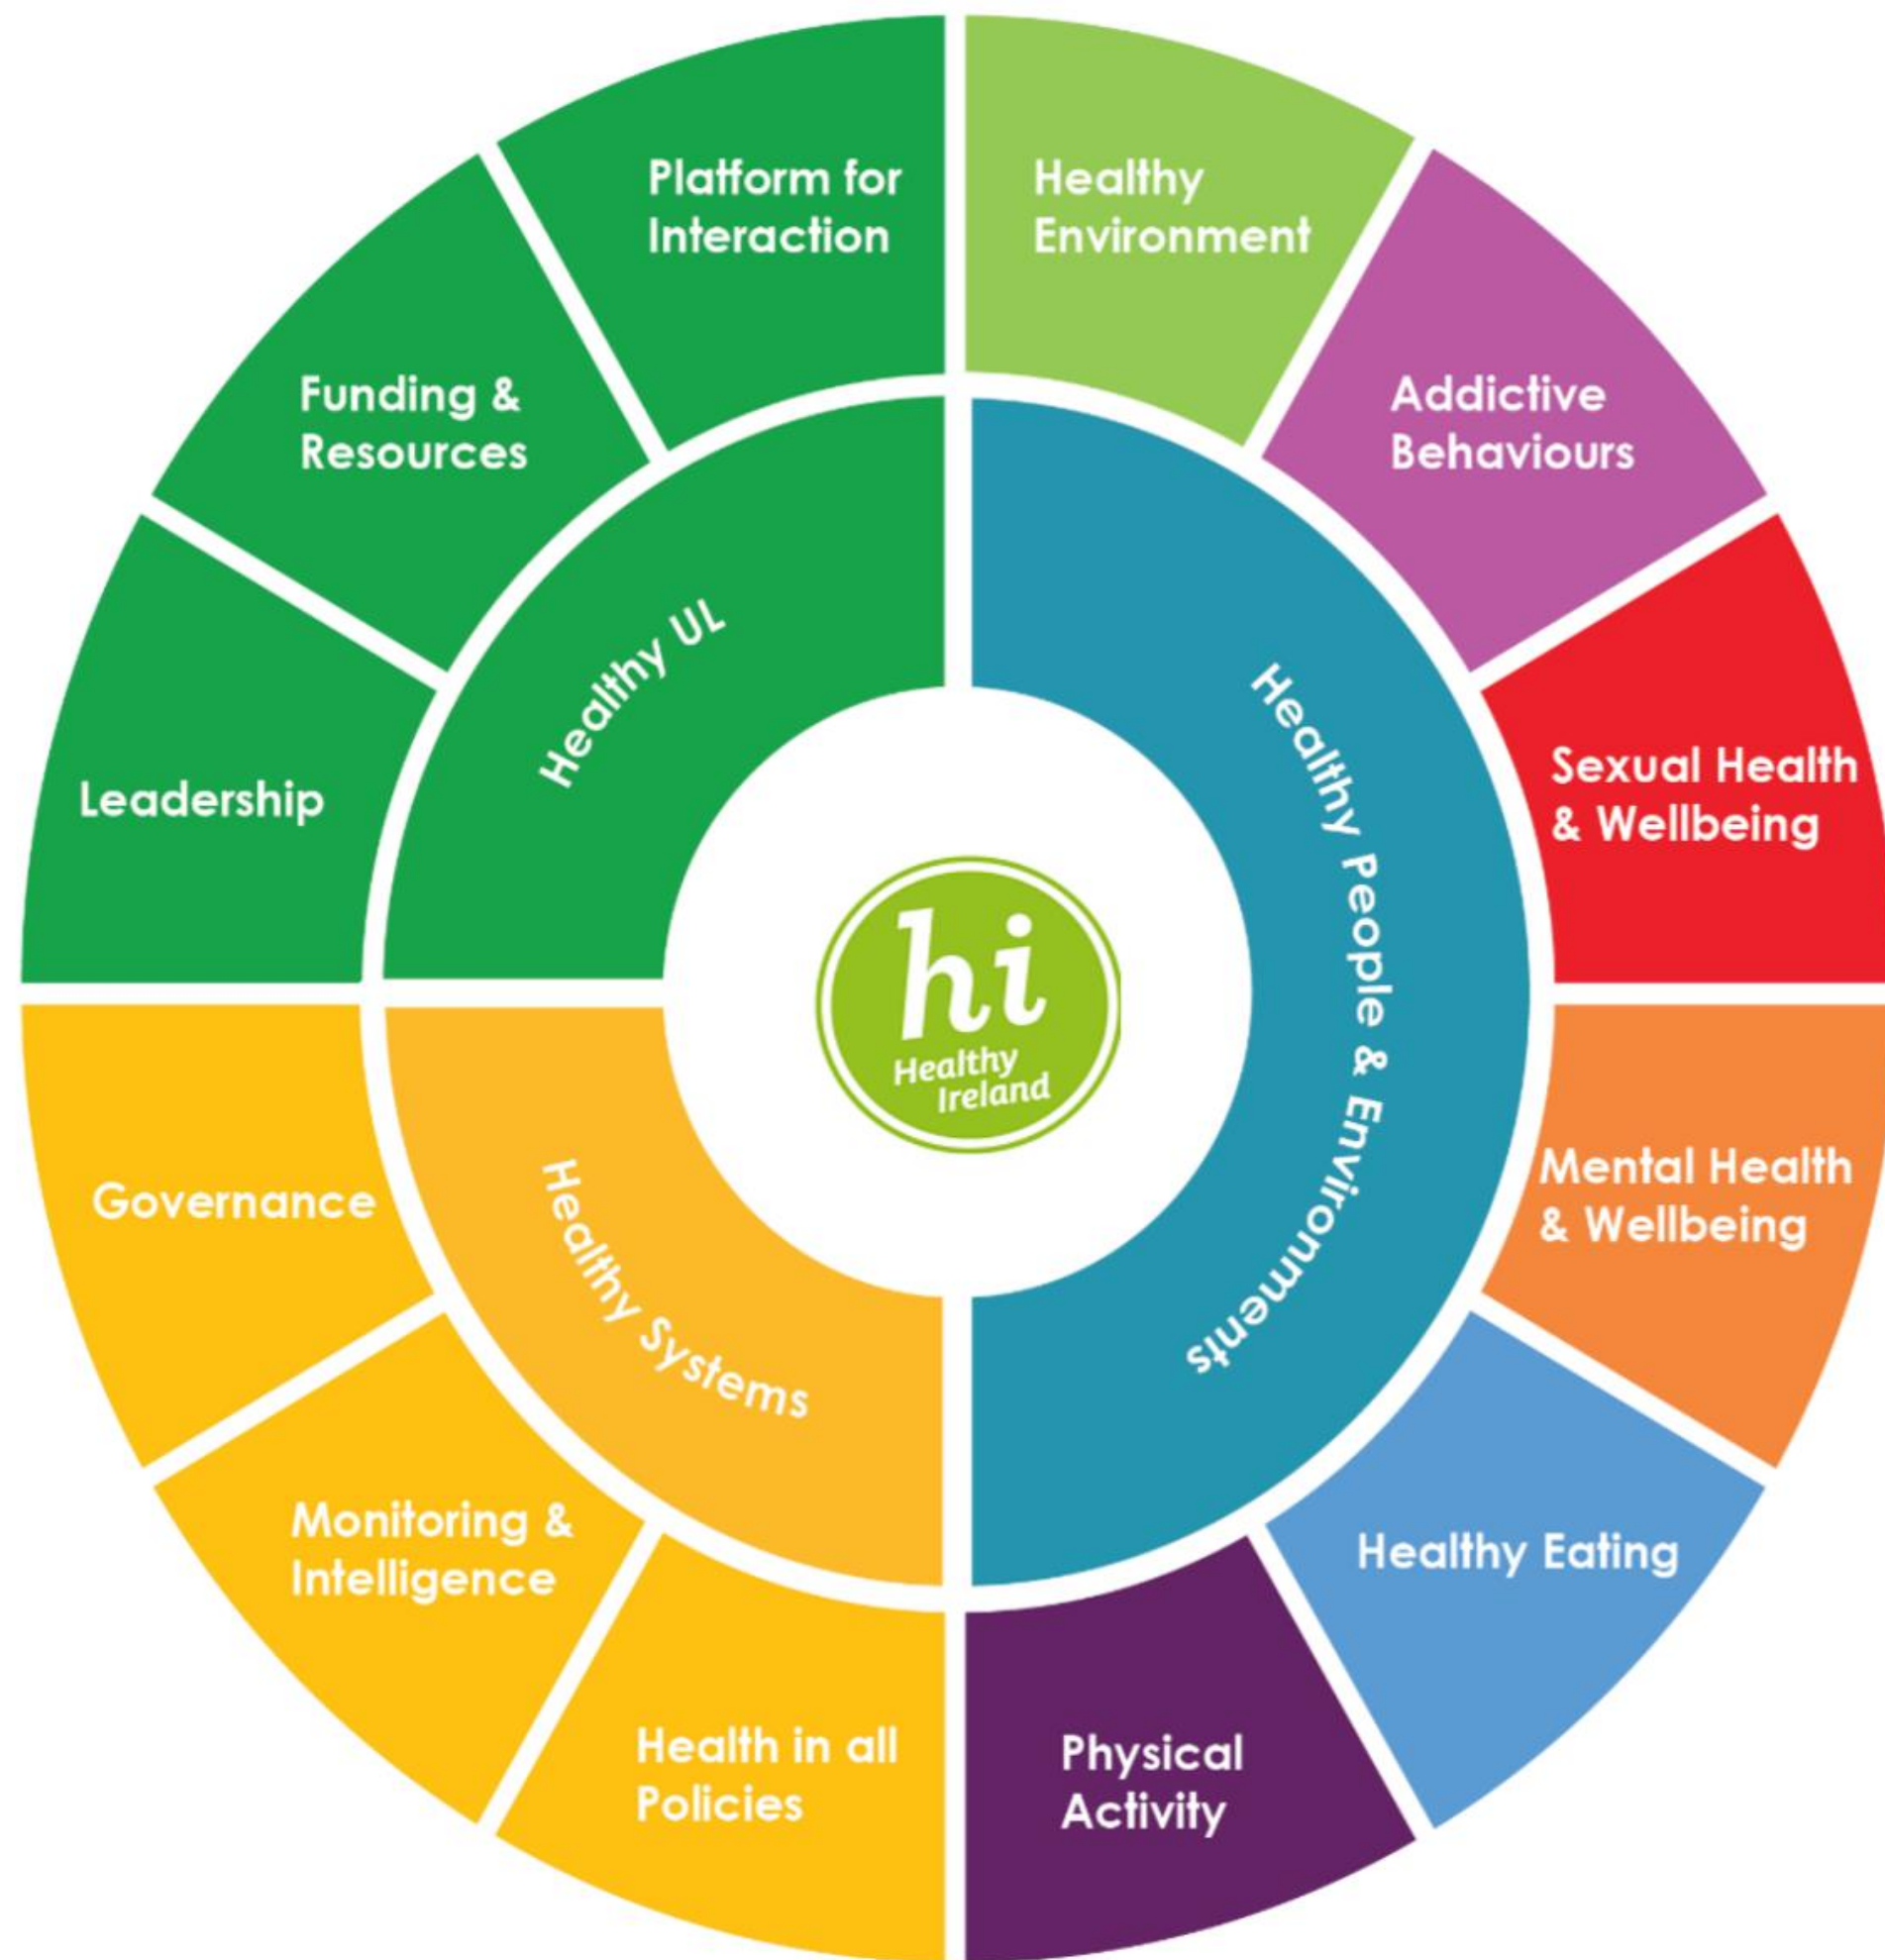 Platform for
Interaction
Healthy
Environment
Addictive
Behaviours
Sexual Health
& Wellbeing
Mental Health
& Wellbeing
Healthy Eating
Physical
Activity
Health in all
Policies
Monitoring &
Intelligence
Governance
Leadership
Funding &
Resources
Healthy UL
Healthy People & Environments
Healthy Systems
hi
Healthy
Ireland